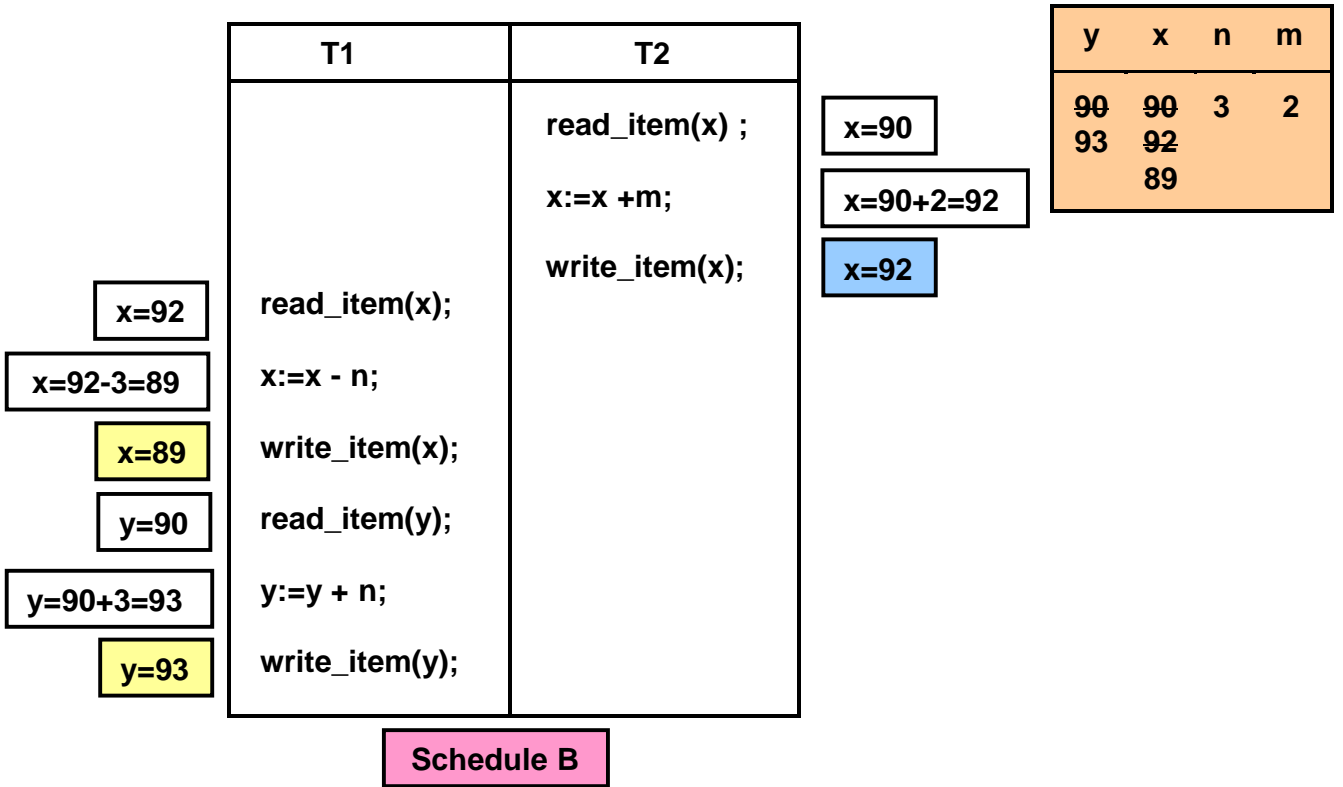 T1 T2
read_item(x) ; x=90
x:=x +m; x=90+2=92
write_item(x); x=92
x=92 read_item(x);
x=92-3=89 x:=x - n;
x=89 write_item(x);
y=90 read_item(y);
y=90+3=93 y:=y + n;
y=93 write_item(y);
Schedule B
y x n m
90 90 3 2
93 92
89